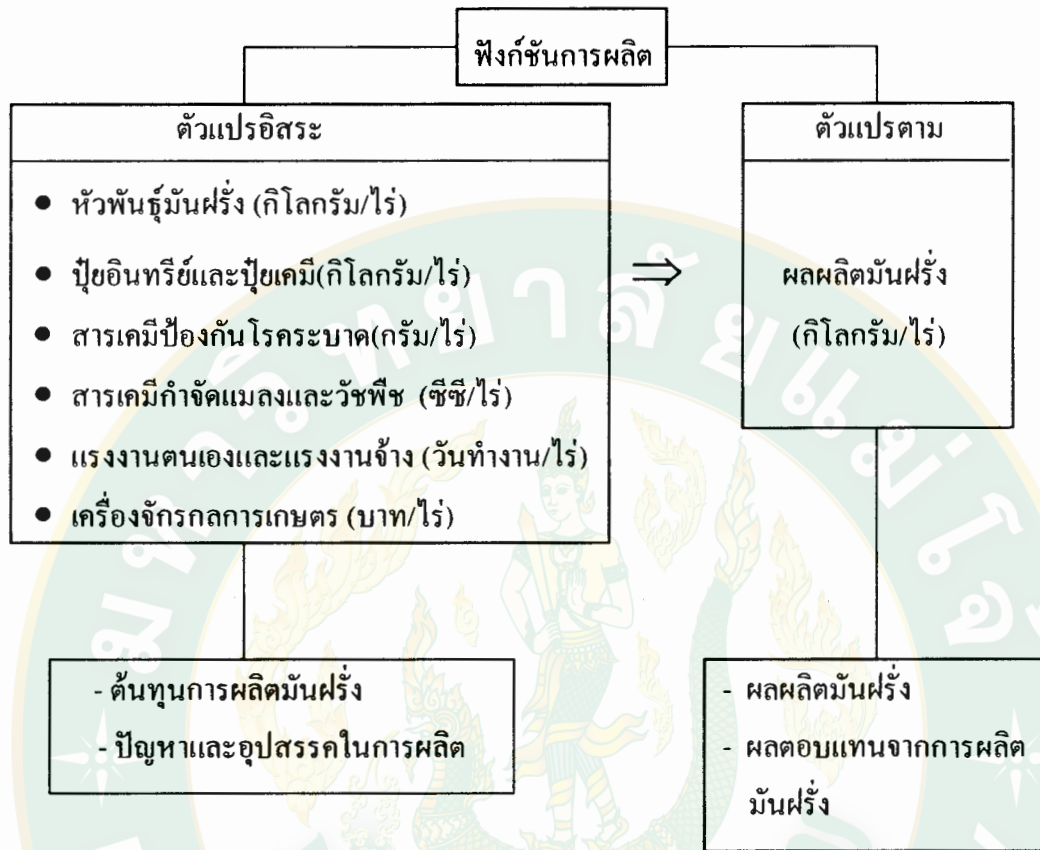 ฟังก์ชันการผลิต
ตัวแปรอิสระ
● หัวพันธุ์มันฝรั่ง (กิโลกรัม/ไร่)
● ปุ๋ยอินทรีย์และปุ๋ยเคมี(กิโลกรัม/ไร่)
● สารเคมีป้องกันโรคระบาด(กรัม/ไร่)
● สารเคมีกำจัดแมลงและวัชพืช (ซีซี/ไร่)
● แรงงานตนเองและแรงงานจ้าง (วันทำงาน/ไร่)
● เครื่องจักรกลการเกษตร (บาท/ไร่)
⇒
ตัวแปรตาม
ผลผลิตมันฝรั่ง
(กิโลกรัม/ไร่)
- ต้นทุนการผลิตมันฝรั่ง
- ปัญหาและอุปสรรคในการผลิต
- ผลผลิตมันฝรั่ง
- ผลตอบแทนจากการผลิต
มันฝรั่ง
มหาวิทยาลัยแม่โจ้